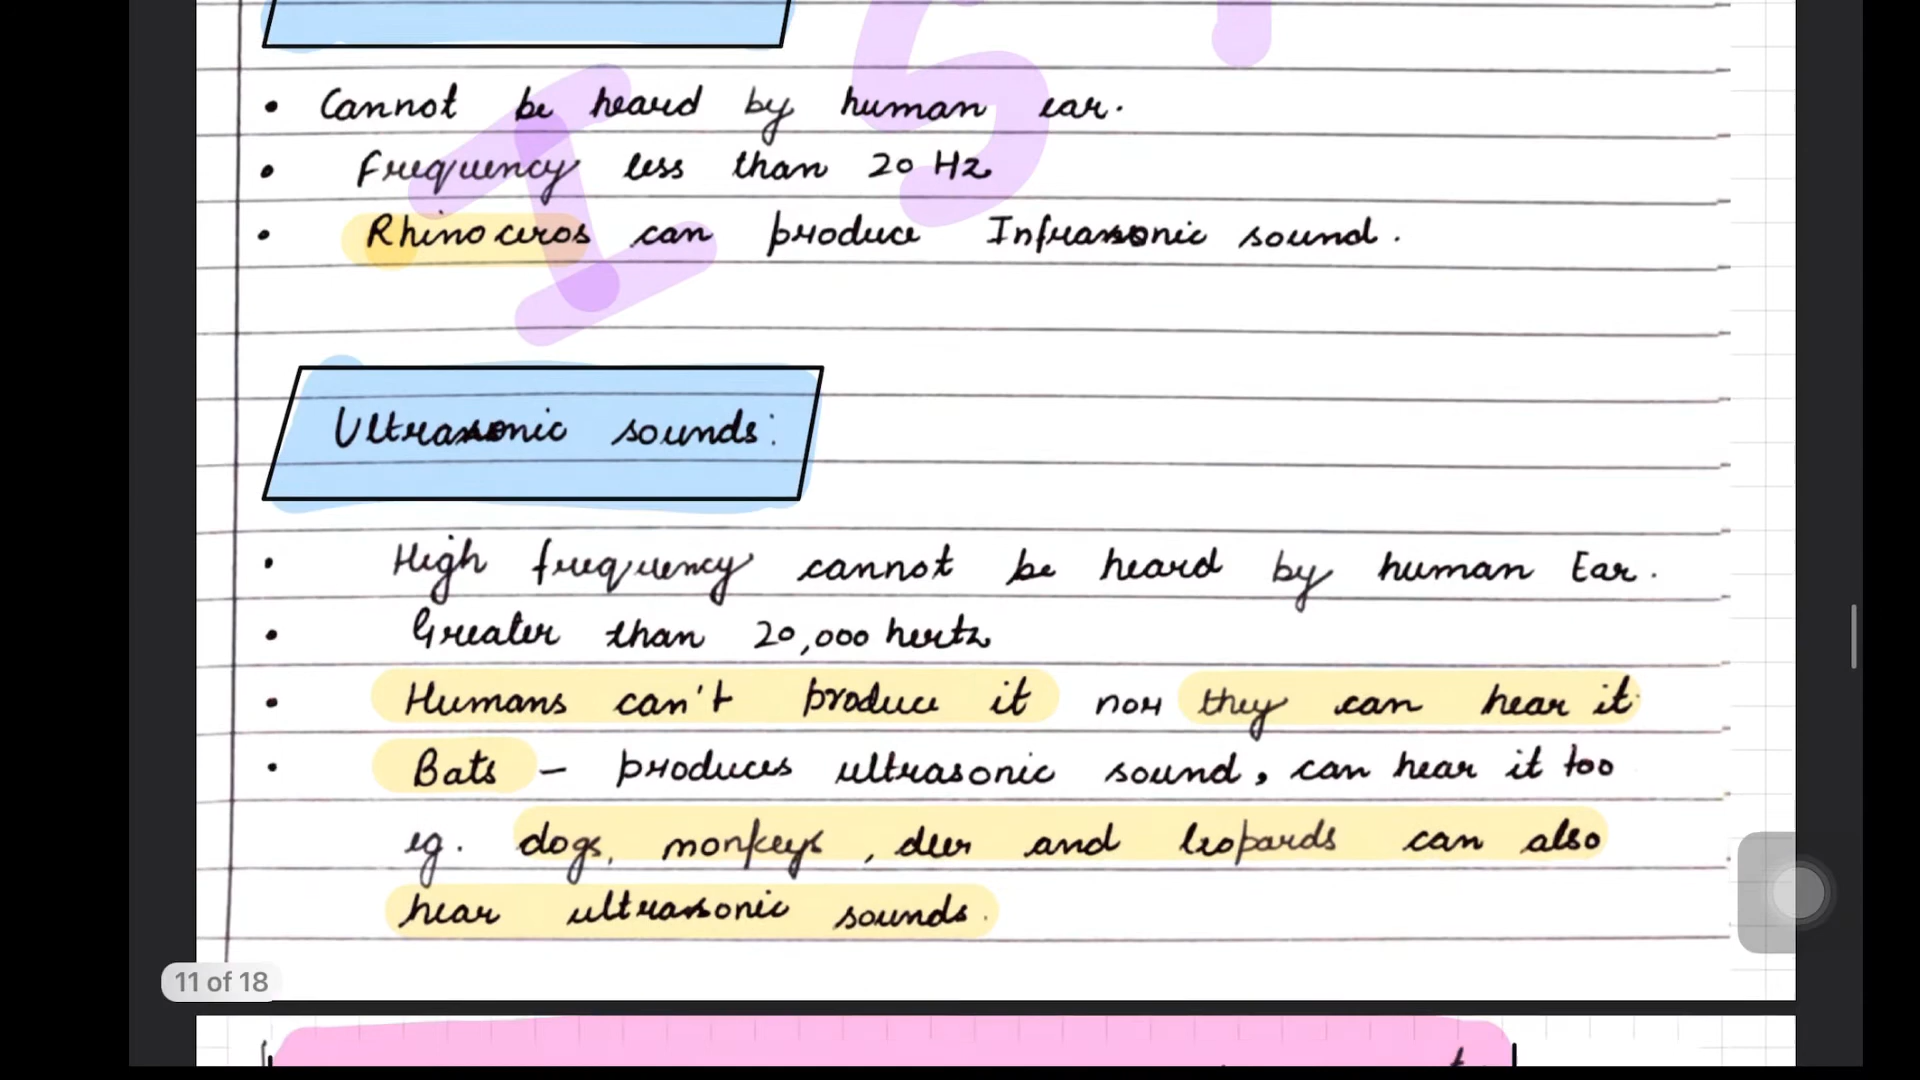 • Cannot be heard by human ear.
• Frequency less than 20 Hz
• Rhinoceros can produce Infrasonic sound.
Ultrasonic sounds:
• High frequency cannot be heard by human Ear.
• Greater than 20,000 hertz
• Humans can't produce it nor they can hear it.
• Bats – produces ultrasonic sound, can hear it too
eg. dogs, monkeys, deer and leopards can also
hear ultrasonic sounds.
11 of 18